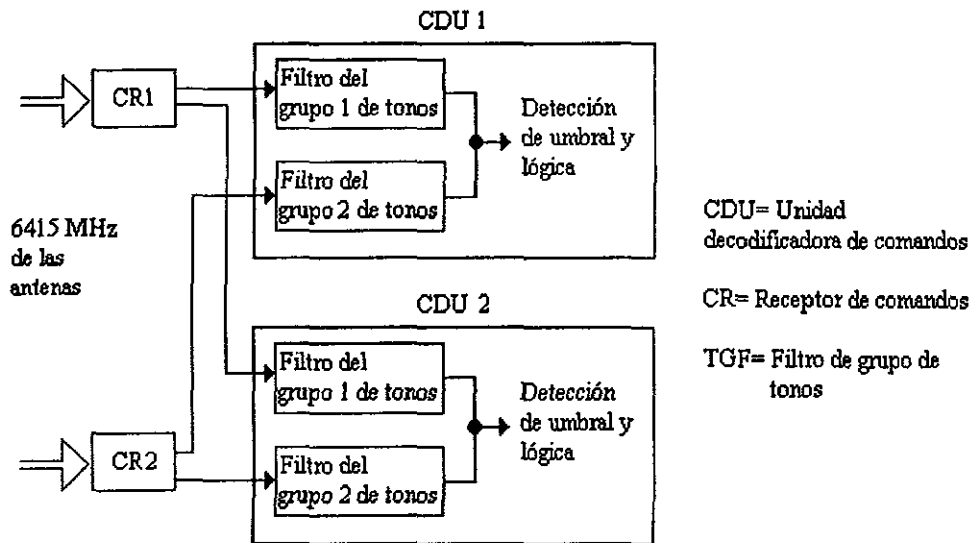 CDU 1
Filtro del
grupo 1 de tonos
CR1
Detección
de umbral y
lógica
Filtro del
grupo 2 de tonos
6415 MHz
de las
antenas
CDU= Unidad
decodificadora de comandos
CR= Receptor de comandos
TGF= Filtro de grupo de
tonos
CDU 2
Filtro del
grupo 1 de tonos
Detección
de umbral y
lógica
CR2
Filtro del
grupo 2 de tonos